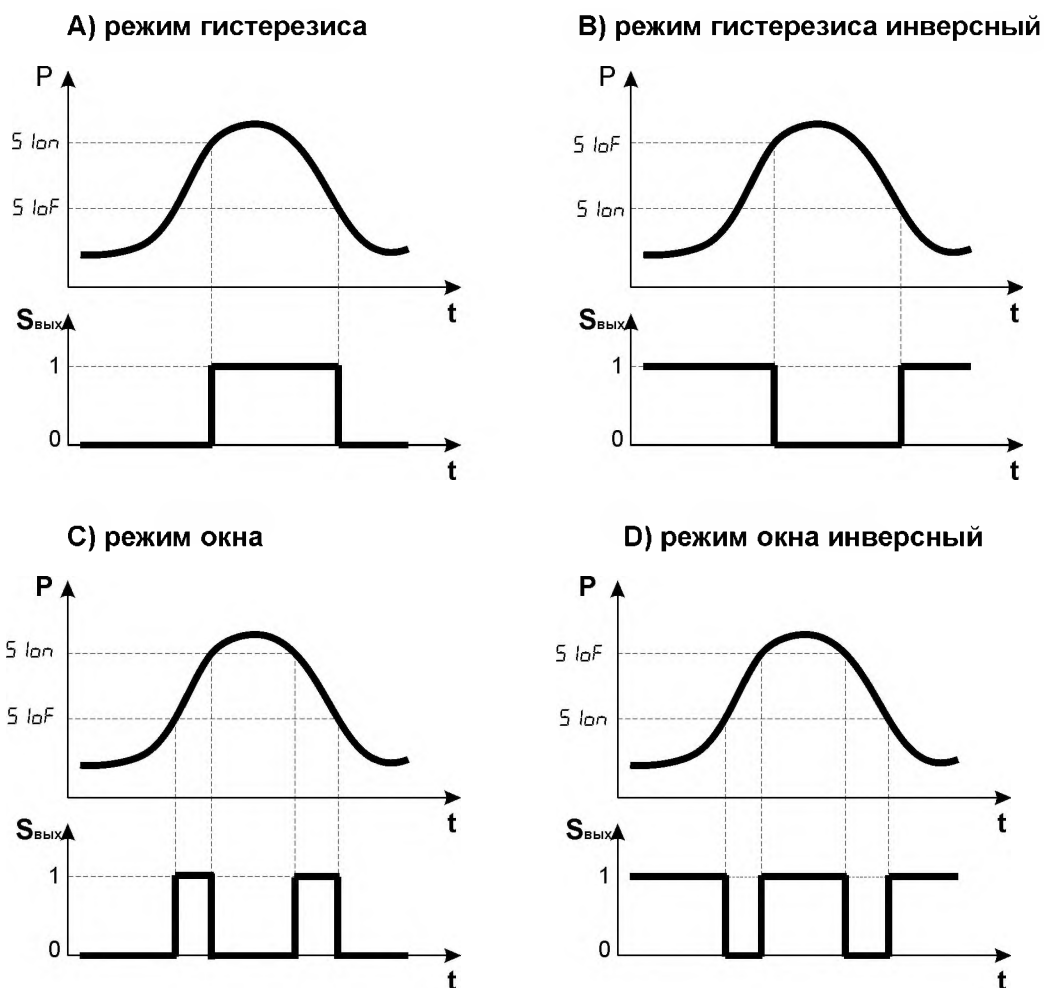 А) режим гистерезиса
P
S1on
S1oF
t
Sвых
1
0
t
В) режим гистерезиса инверсный
P
S1oF
S1on
t
Sвых
1
0
t
С) режим окна
P
S1on
S1oF
t
Sвых
1
0
t
D) режим окна инверсный
P
S1oF
S1on
t
Sвых
1
0
t